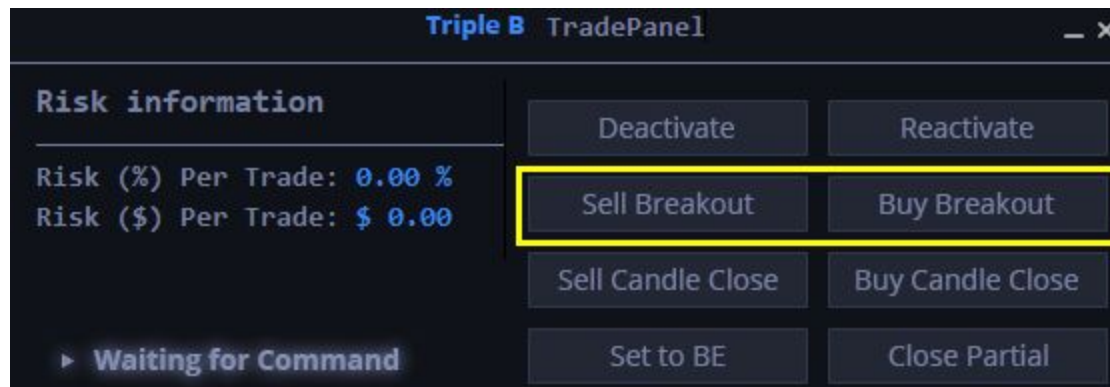 Triple B TradePanel
Risk information
Risk (%) Per Trade: 0.00 %
Risk ($) Per Trade: $ 0.00
▸ Waiting for Command
Deactivate Reactivate
Sell Breakout Buy Breakout
Sell Candle Close Buy Candle Close
Set to BE Close Partial